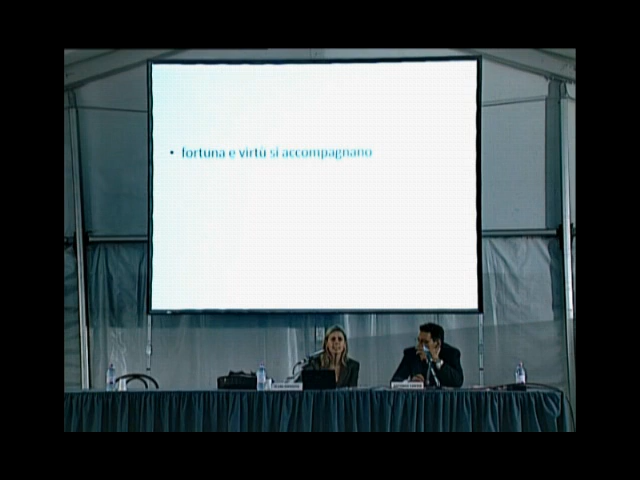 • fortuna e virtù si accompagnano